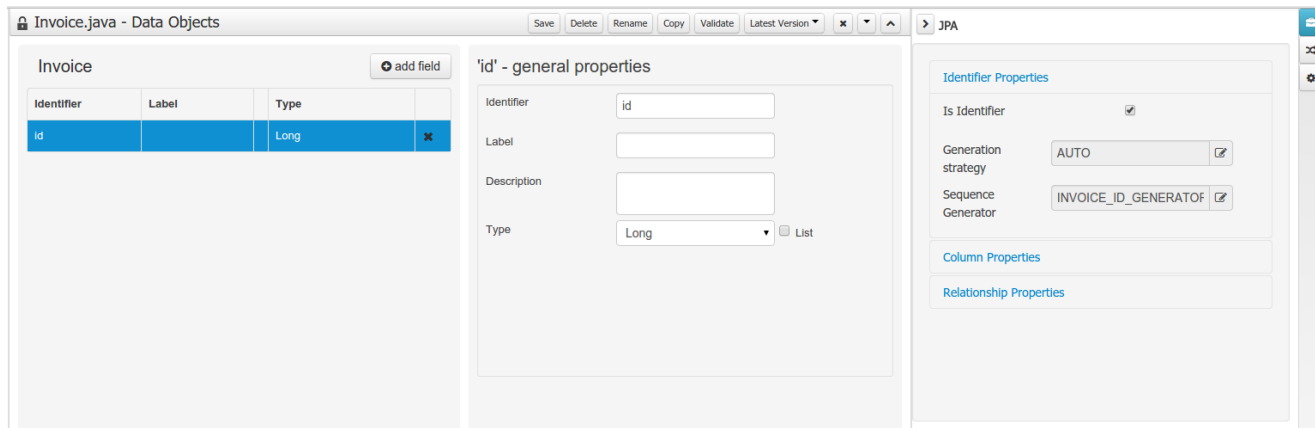 Invoice.java - Data Objects
Save Delete Rename Copy Validate Latest Version
JPA
Invoice
add field
Identifier Label Type
id Long
'id' - general properties
Identifier id
Label
Description
Type Long List
Identifier Properties
Is Identifier
Generation strategy AUTO
Sequence Generator INVOICE_ID_GENERATOR
Column Properties
Relationship Properties